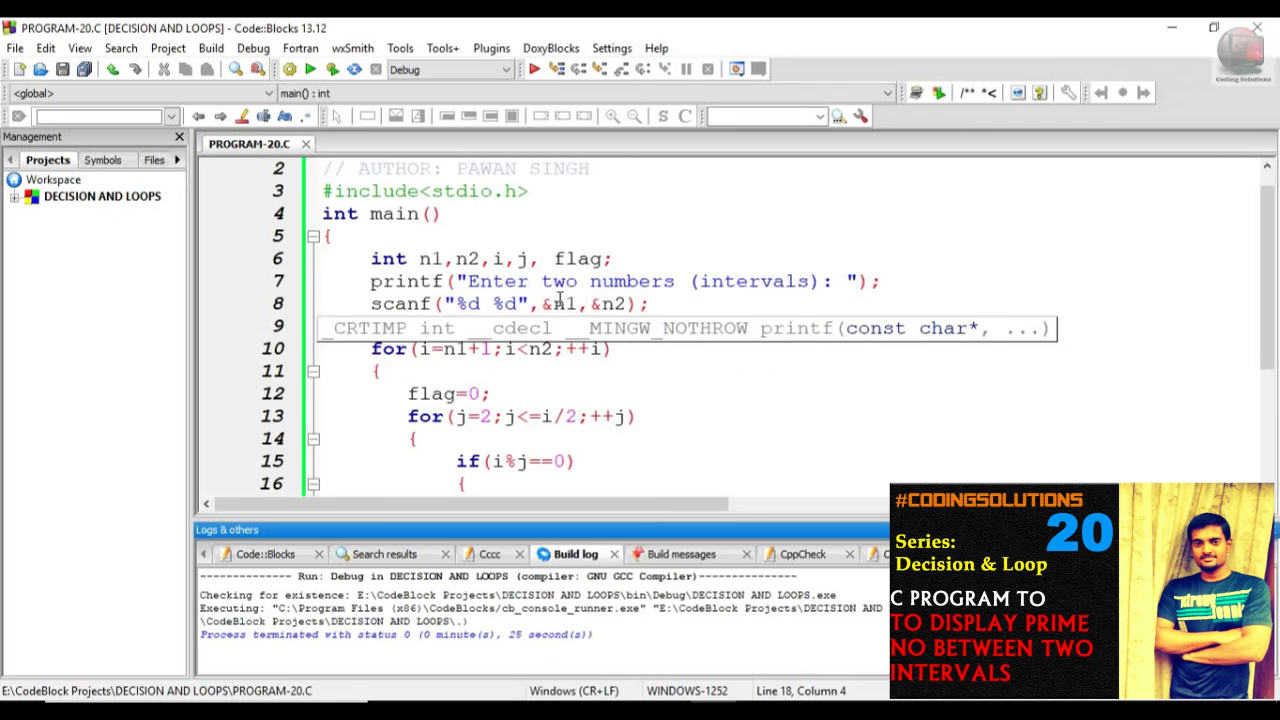 PROGRAM-20.C [DECISION AND LOOPS] - Code::Blocks 13.12
File Edit View Search Project Build Debug Fortran wxSmith Tools Tools+ Plugins DoxyBlocks Settings Help
Debug
Coding Solutions
<global> main() : int
/** *<
S C
Management
PROGRAM-20.C
Projects Symbols Files
Workspace
DECISION AND LOOPS
2 // AUTHOR: PAWAN SINGH
3 #include<stdio.h>
4 int main()
5 {
6 int n1,n2,i,j, flag;
7 printf("Enter two numbers (intervals): ");
8 scanf("%d %d",&n1,&n2);
9 _CRTIMP int __cdecl __MINGW_NOTHROW printf(const char*, ...)
10 for(i=n1+1;i<n2;++i)
11 {
12 flag=0;
13 for(j=2;j<=i/2;++j)
14 {
15 if(i%j==0)
16 {
Logs & others
Code::Blocks Search results Cccc Build log Build messages CppCheck
-------------- Run: Debug in DECISION AND LOOPS (compiler: GNU GCC Compiler)---------------
Checking for existence: E:\CodeBlock Projects\DECISION AND LOOPS\bin\Debug\DECISION AND LOOPS.exe
Executing: "C:\Program Files (x86)\CodeBlocks/cb_console_runner.exe" "E:\CodeBlock Projects\DECISION AND
\CodeBlock Projects\DECISION AND LOOPS\.)
Process terminated with status 0 (0 minute(s), 25 second(s))
#CODINGSOLUTIONS
20
Series:
Decision & Loop
C PROGRAM TO
TO DISPLAY PRIME
NO BETWEEN TWO
INTERVALS
E:\CodeBlock Projects\DECISION AND LOOPS\PROGRAM-20.C Windows (CR+LF) WINDOWS-1252 Line 18, Column 4